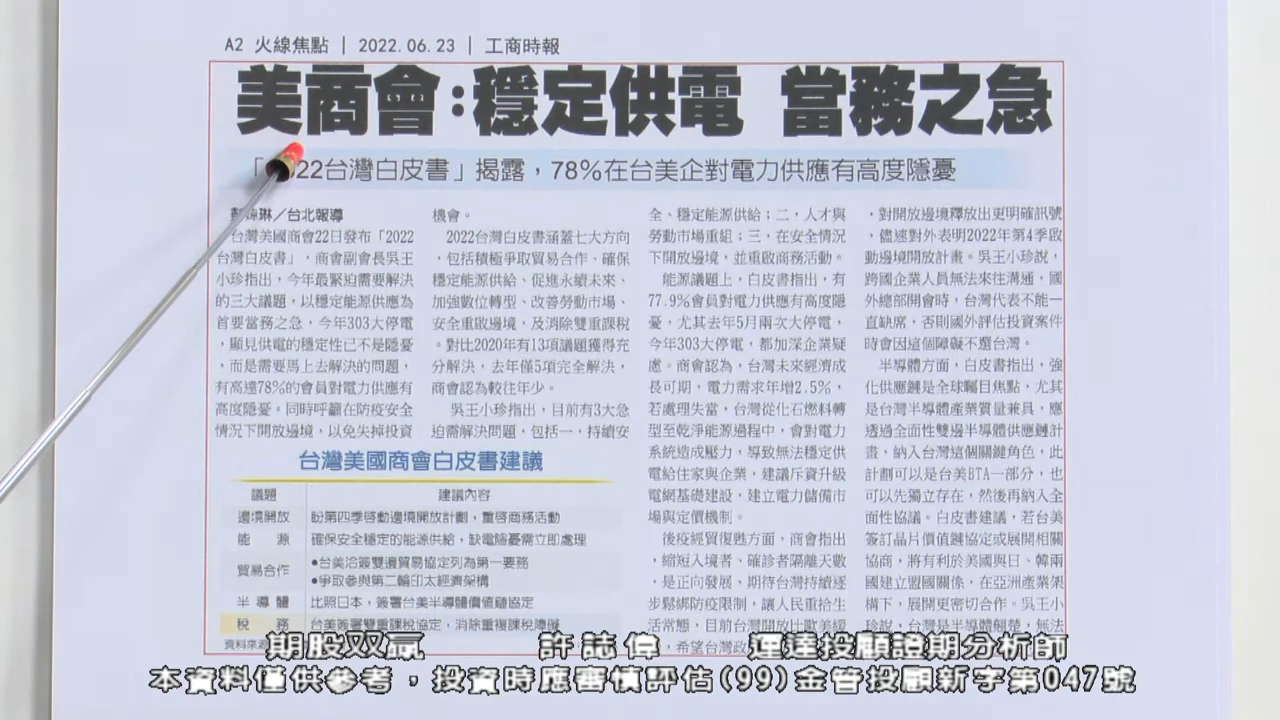 A2 火線焦點 | 2022.06.23 | 工商時報
美商會：穩定供電 當務之急
22台灣白皮書」揭露，78%在台美企對電力供應有高度隱憂
琳／台北報導
台灣美國商會22日發布「2022
台灣白皮書」，商會副會長吳王
小珍指出，今年最緊迫需要解決
的三大議題，以穩定能源供應為
首要當務之急，今年303大停電
，顯見供電的穩定性已不是隱憂
，而是需要馬上去解決的問題，
有高達78%的會員對電力供應有
高度隱憂。同時呼籲在防疫安全
情況下開放邊境，以免失掉投資
機會。
2022台灣白皮書涵蓋七大方向
，包括積極爭取貿易合作、確保
穩定能源供給、促進永續未來、
加強數位轉型、改善勞動市場、
安全重啟邊境，及消除雙重課稅
。對比2020年有13項議題獲得充
分解決，去年僅5項完全解決，
商會認為較往年少。
吳王小珍指出，目前有3大急
迫需解決問題，包括一，持續安
全、穩定能源供給；二，人才與
勞動市場重組；三，在安全情況
下開放邊境，並重啟商務活動。
能源議題上，白皮書指出，有
77.9%會員對電力供應有高度隱
憂，尤其去年5月兩次大停電，
今年303大停電，都加深企業疑
慮。商會認為，台灣未來經濟成
長可期，電力需求年增2.5%，
若處理失當，台灣從化石燃料轉
型至乾淨能源過程中，會對電力
系統造成壓力，導致無法穩定供
電給住家與企業，建議斥資升級
電網基礎建設，建立電力儲備市
場與定價機制。
後疫經貿復甦方面，商會指出
，縮短入境者、確診者隔離天數
，是正向發展，期待台灣持續逐
步鬆綁防疫限制，讓人民重拾生
活常態，目前台灣開放比歐美緩
，希望台灣政
，對開放邊境釋放出更明確訊號
，儘速對外表明2022年第4季啟
動邊境開放計畫。吳王小珍說，
跨國企業人員無法來往溝通，國
外總部開會時，台灣代表不能一
直缺席，否則國外評估投資案件
時會因這個障礙不選台灣。
半導體方面，白皮書指出，強
化供應鏈是全球矚目焦點，尤其
是台灣半導體產業質量兼具，應
透過全面性雙邊半導體供應鏈計
畫，納入台灣這個關鍵角色，此
計劃可以是台美BTA一部分，也
可以先獨立存在，然後再納入全
面性協議。白皮書建議，若台美
簽訂晶片價值鏈協定或展開相關
協商，將有利於美國與日、韓兩
國建立盟國關係，在亞洲產業架
構下，展開更密切合作。吳王小
珍說，台灣是半導體翹楚，無法
台灣美國商會白皮書建議
議題 建議內容
邊境開放 盼第四季啓動邊境開放計劃，重啓商務活動
能源 確保安全穩定的能源供給，缺電隱憂需立即處理
貿易合作 ●台美洽簽雙邊貿易協定列為第一要務
●爭取參與第二輪印太經濟架構
半導體 比照日本，簽署台美半導體價值鏈協定
稅務 台美簽署雙重課稅協定，消除重複課稅障礙
資料來源
期股双贏 許誌偉 運達投顧證期分析師
本資料僅供參考，投資時應審慎評估(99)金管投顧新字第047號